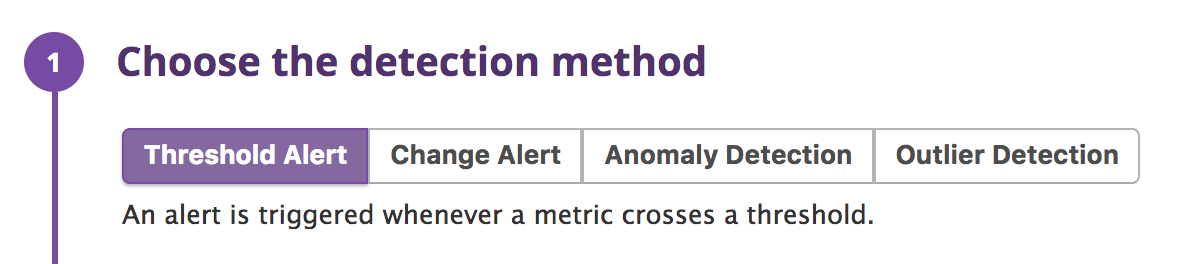 1 Choose the detection method
Threshold Alert Change Alert Anomaly Detection Outlier Detection
An alert is triggered whenever a metric crosses a threshold.